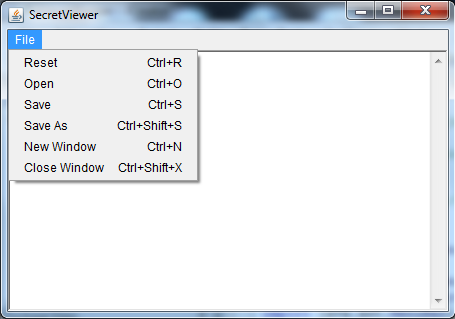 SecretViewer
File
Reset Ctrl+R
Open Ctrl+O
Save Ctrl+S
Save As Ctrl+Shift+S
New Window Ctrl+N
Close Window Ctrl+Shift+X